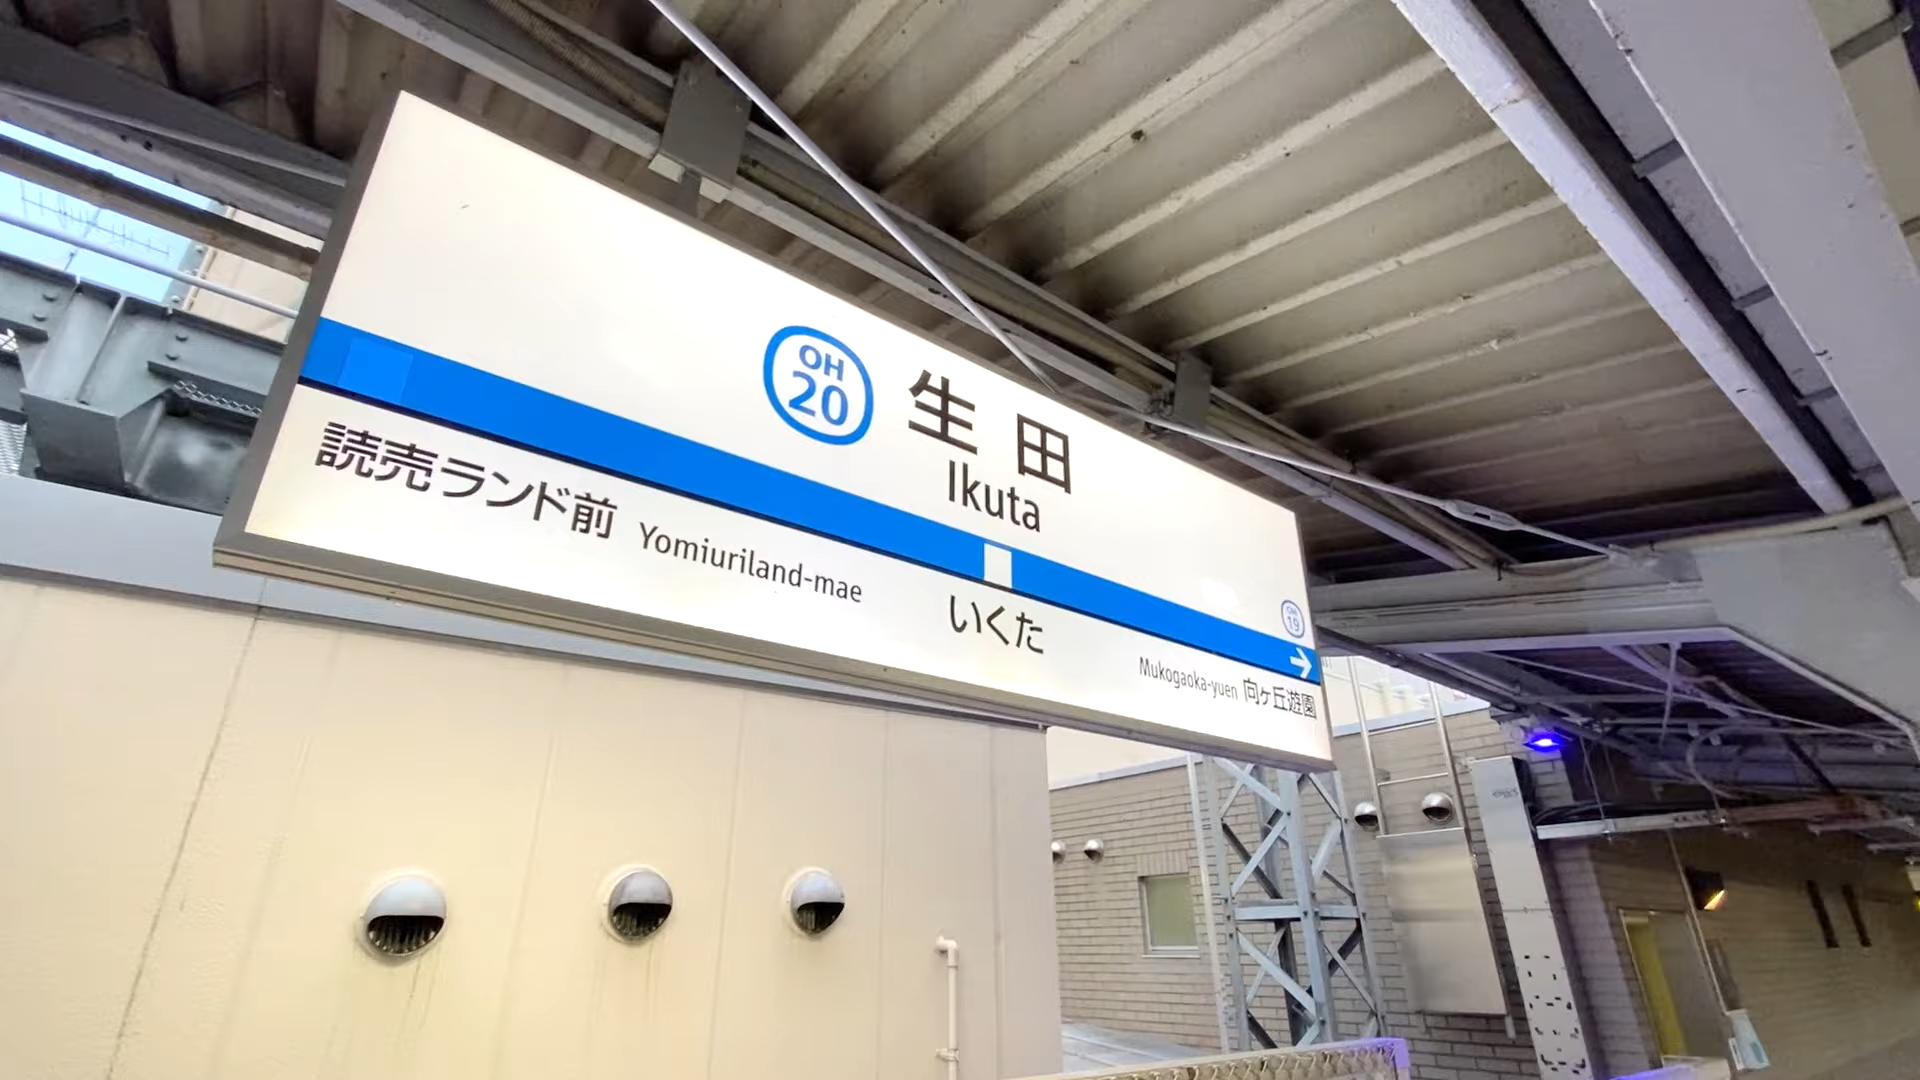 OH
20
生田
Ikuta
読売ランド前 Yomiuriland-mae
いくた
OH
19
→
Mukogaoka-yuen 向ヶ丘遊園